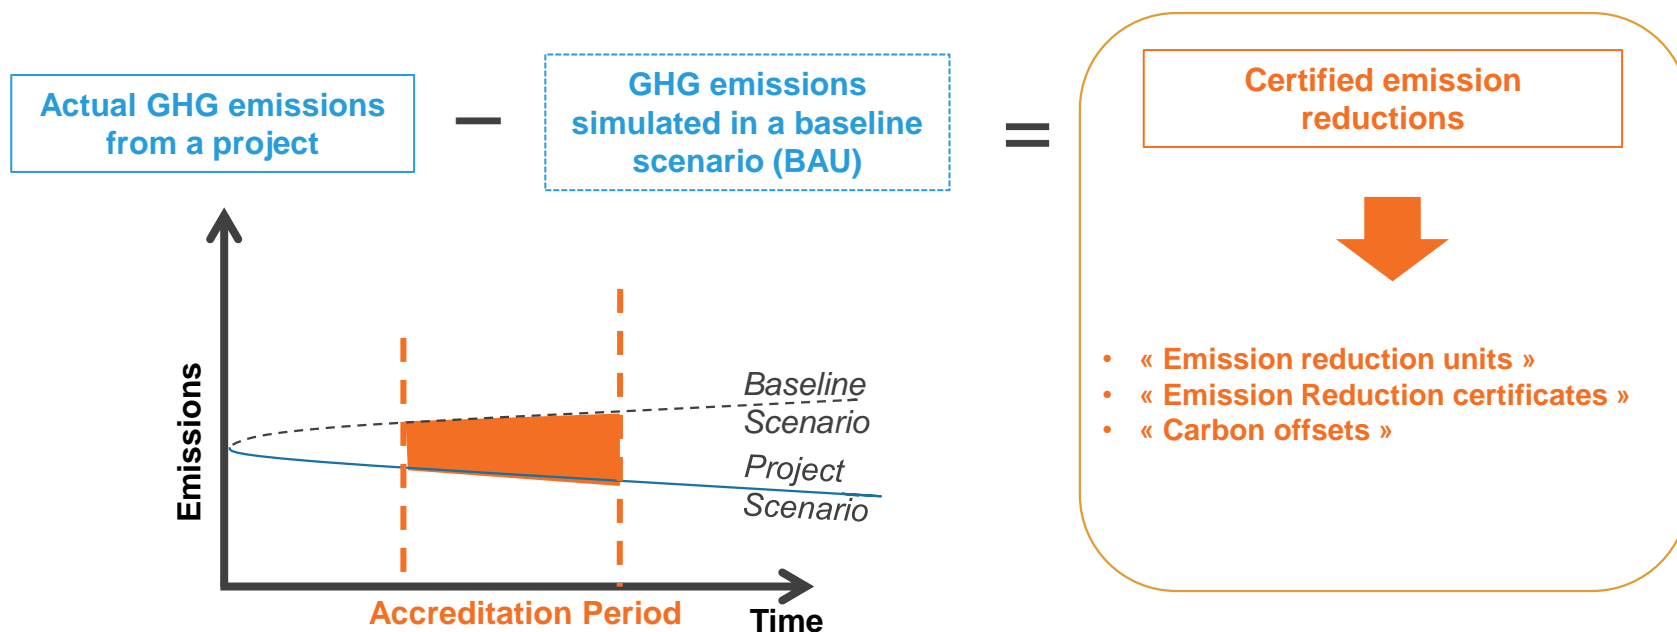 Actual GHG emissions
from a project
—
GHG emissions
simulated in a baseline
scenario (BAU)
=
Certified emission
reductions
• « Emission reduction units »
• « Emission Reduction certificates »
• « Carbon offsets »
Emissions
Baseline
Scenario
Project
Scenario
Accreditation Period
Time